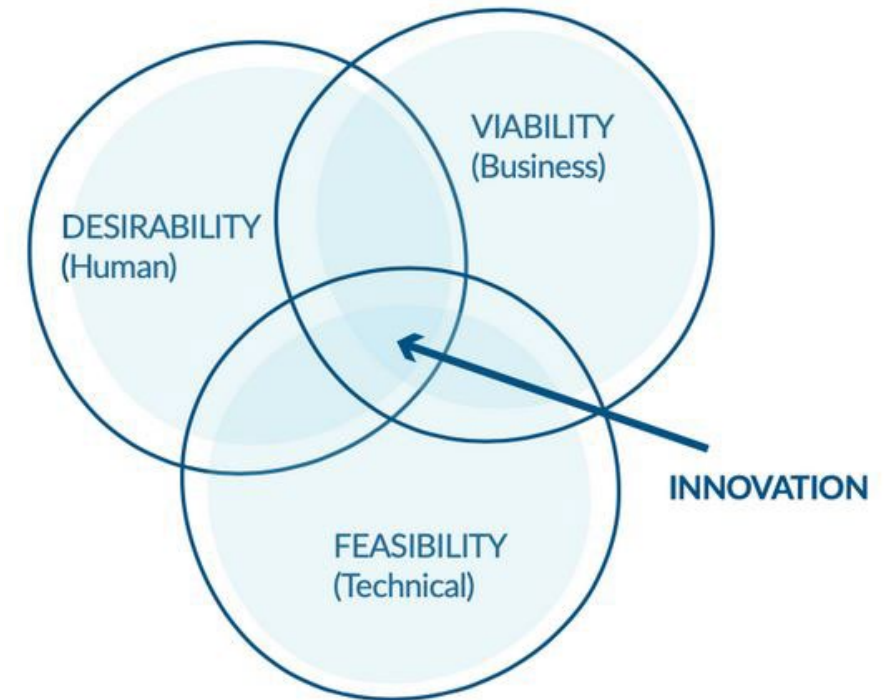 VIABILITY
(Business)
DESIRABILITY
(Human)
INNOVATION
FEASIBILITY
(Technical)